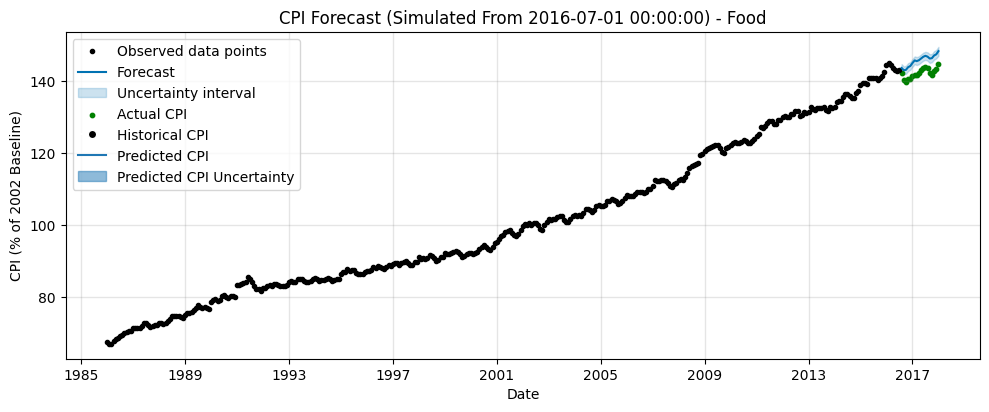 CPI Forecast (Simulated From 2016-07-01 00:00:00) - Food
Observed data points
Forecast
Uncertainty interval
Actual CPI
Historical CPI
Predicted CPI
Predicted CPI Uncertainty
CPI (% of 2002 Baseline)
140
120
100
80
1985 1989 1993 1997 2001 2005 2009 2013 2017
Date